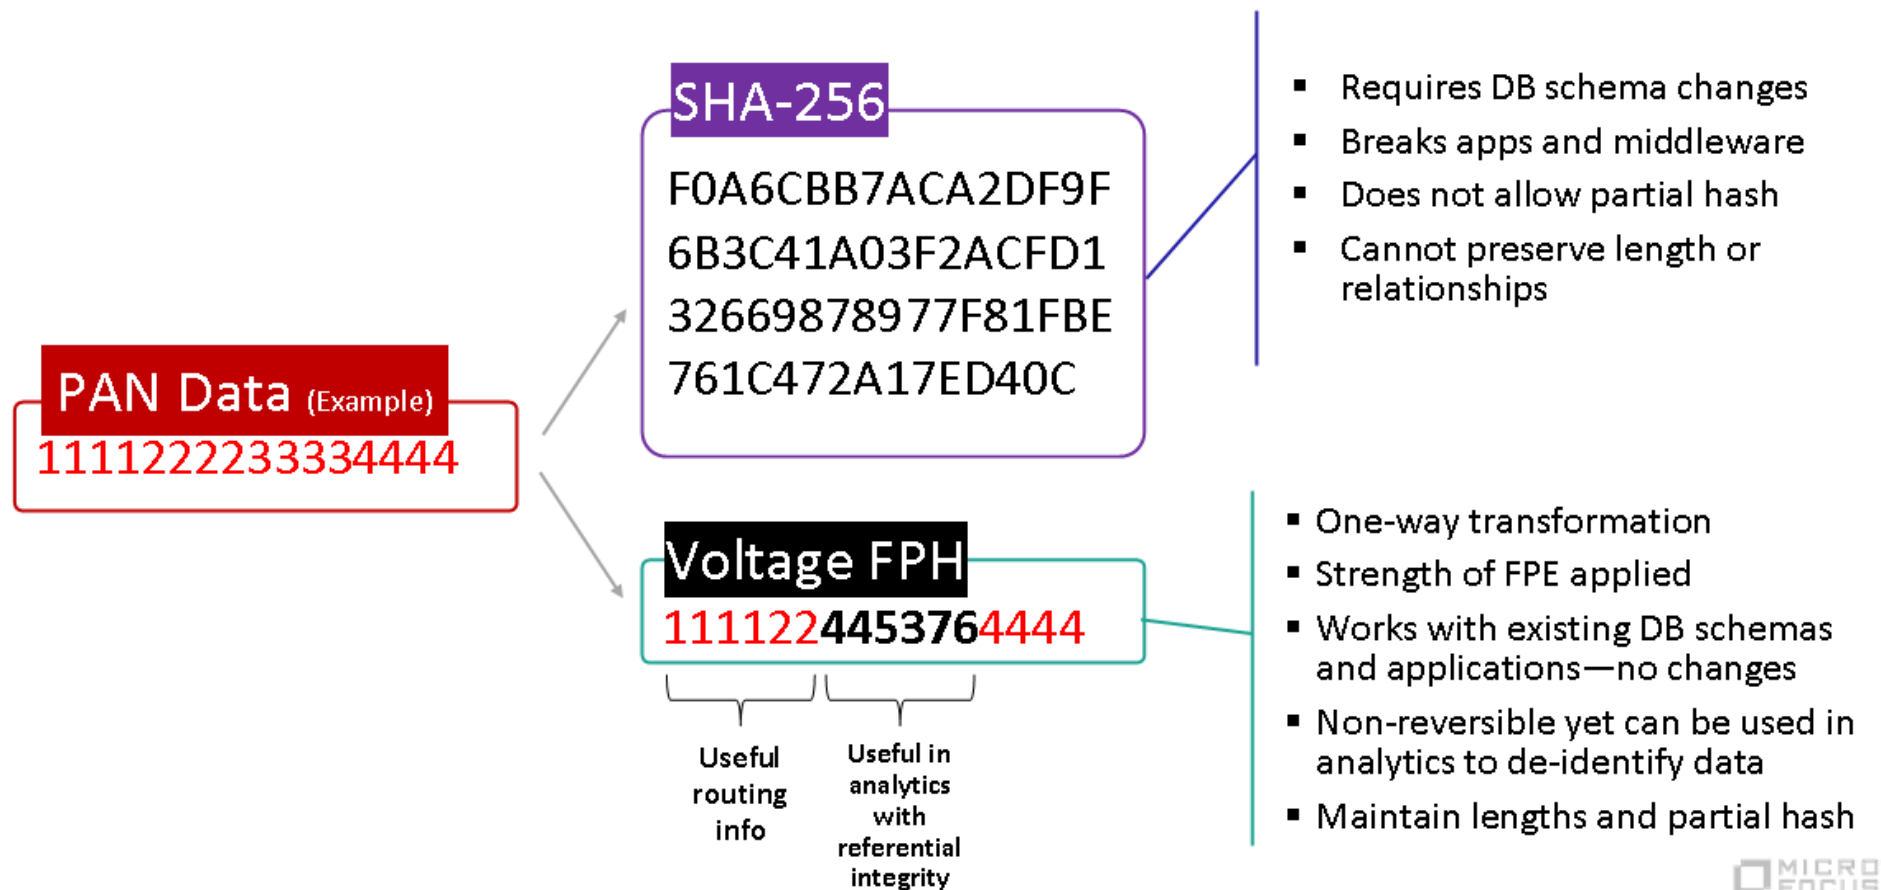 PAN Data (Example)
1111222233334444
SHA-256
F0A6CBB7ACA2DF9F
6B3C41A03F2ACFD1
32669878977F81FBE
761C472A17ED40C
▪ Requires DB schema changes
▪ Breaks apps and middleware
▪ Does not allow partial hash
▪ Cannot preserve length or
relationships
Voltage FPH
1111224453764444
Useful
routing
info
Useful in
analytics
with
referential
integrity
▪ One-way transformation
▪ Strength of FPE applied
▪ Works with existing DB schemas
and applications—no changes
▪ Non-reversible yet can be used in
analytics to de-identify data
▪ Maintain lengths and partial hash
MICRO
FOCUS